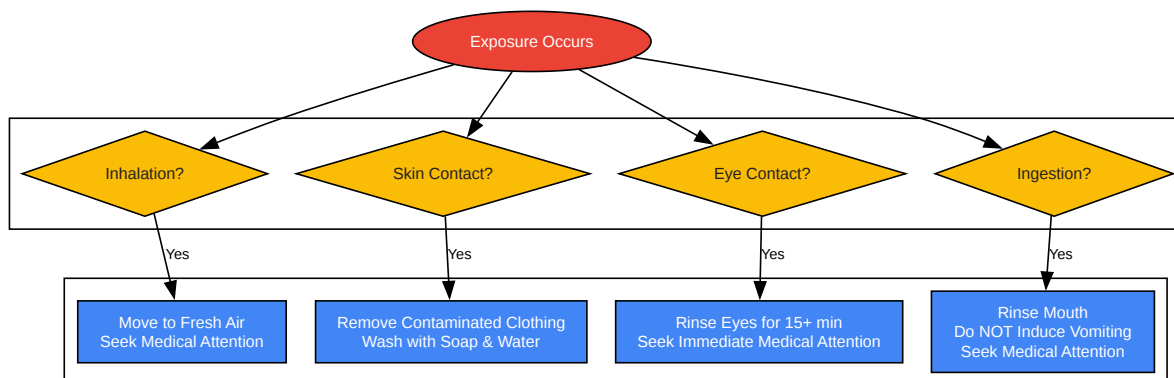 Exposure Occurs
Inhalation?
Skin Contact?
Eye Contact?
Ingestion?
Yes
Yes
Yes
Yes
Move to Fresh Air
Seek Medical Attention
Remove Contaminated Clothing
Wash with Soap & Water
Rinse Eyes for 15+ min
Seek Immediate Medical Attention
Rinse Mouth
Do NOT Induce Vomiting
Seek Medical Attention